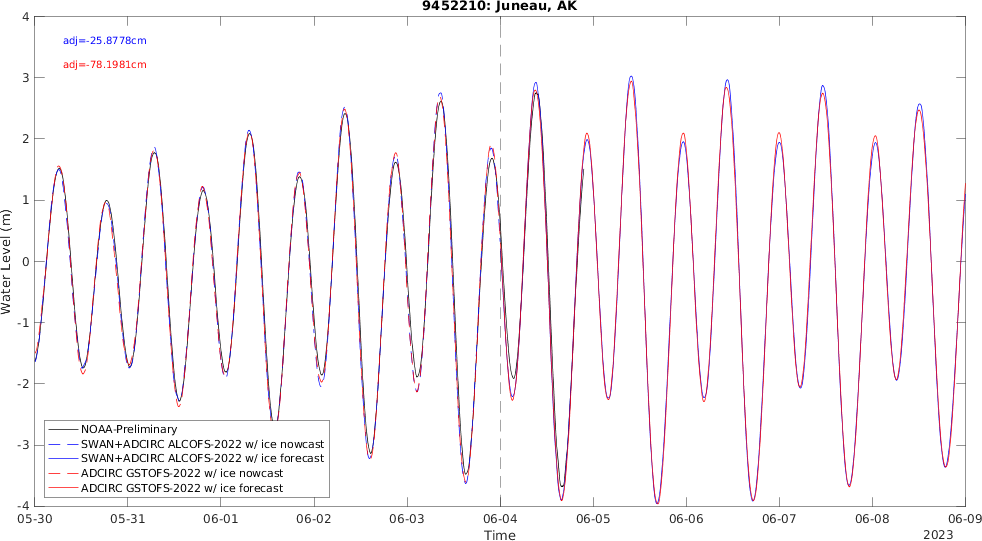 9452210: Juneau, AK
adj=-25.8778cm
adj=-78.1981cm
4
3
2
1
0
-1
-2
-3
-4
Water Level (m)
NOAA-Preliminary
SWAN+ADCIRC ALCOFS-2022 w/ ice nowcast
SWAN+ADCIRC ALCOFS-2022 w/ ice forecast
ADCIRC GSTOFS-2022 w/ ice nowcast
ADCIRC GSTOFS-2022 w/ ice forecast
05-30 05-31 06-01 06-02 06-03 06-04 06-05 06-06 06-07 06-08 06-09
Time
2023